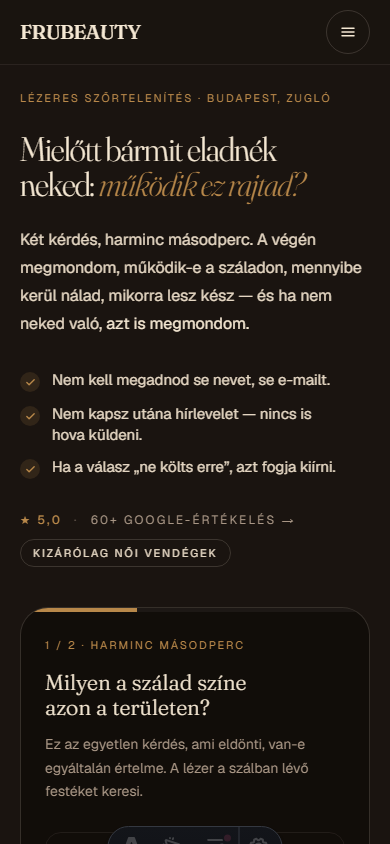 FRUBEAUTY
LÉZERES SZŐRTELENÍTÉS · BUDAPEST, ZUGLÓ
Mielőtt bármit eladnék
neked: működik ez rajtad?
Két kérdés, harminc másodperc. A végén
megmondom, működik-e a száladon, mennyibe
kerül nálad, mikorra lesz kész — és ha nem
neked való, azt is megmondom.
Nem kell megadnod se nevet, se e-mailt.
Nem kapsz utána hírlevelet — nincs is
hova küldeni.
Ha a válasz „ne költs erre”, azt fogja kiírni.
★ 5,0 · 60+ GOOGLE-ÉRTÉKELÉS →
KIZÁRÓLAG NŐI VENDÉGEK
1 / 2 · HARMINC MÁSODPERC
Milyen a szálad színe
azon a területen?
Ez az egyetlen kérdés, ami eldönti, van-e
egyáltalán értelme. A lézer a szálban lévő
festéket keresi.